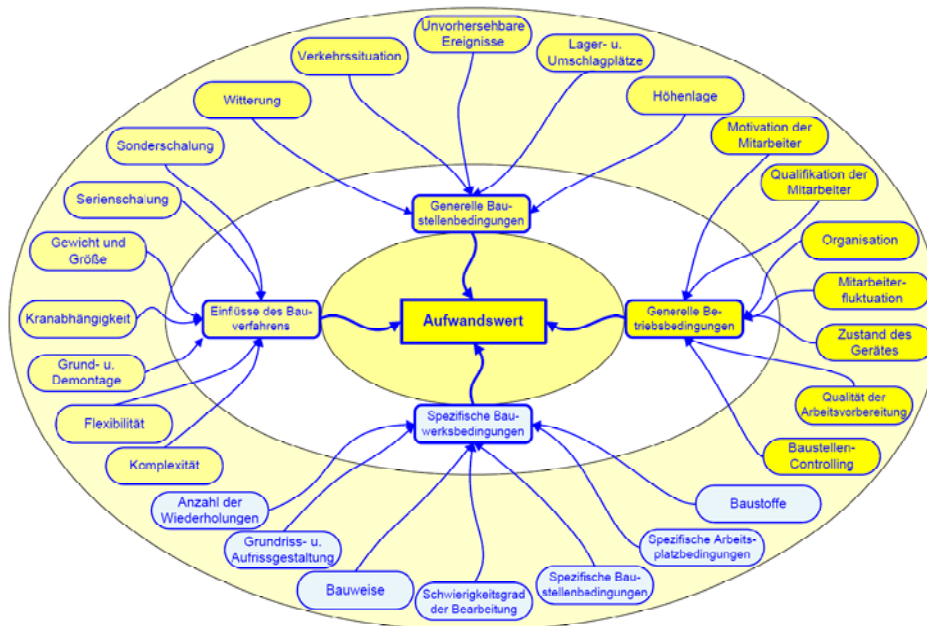 Unvorhersehbare
Ereignisse
Verkehrssituation
Lager- u.
Umschlagplätze
Witterung
Höhenlage
Sonderschalung
Motivation der
Mitarbeiter
Serienschalung
Qualifikation der
Mitarbeiter
Generelle Bau-
stellenbedingungen
Gewicht und
Größe
Organisation
Kranabhängigkeit
Einflüsse des Bau-
verfahrens
Aufwandswert
Generelle Be-
triebsbedingungen
Mitarbeiter-
fluktuation
Grund- u.
Demontage
Zustand des
Gerätes
Flexibilität
Spezifische Bau-
werksbedingungen
Qualität der
Arbeitsvorbereitung
Komplexität
Baustellen-
Controlling
Anzahl der
Wiederholungen
Baustoffe
Grundriss- u.
Aufrissgestaltung
Spezifische Arbeits-
platzbedingungen
Bauweise
Schwierigkeitsgrad
der Bearbeitung
Spezifische Bau-
stellenbedingungen